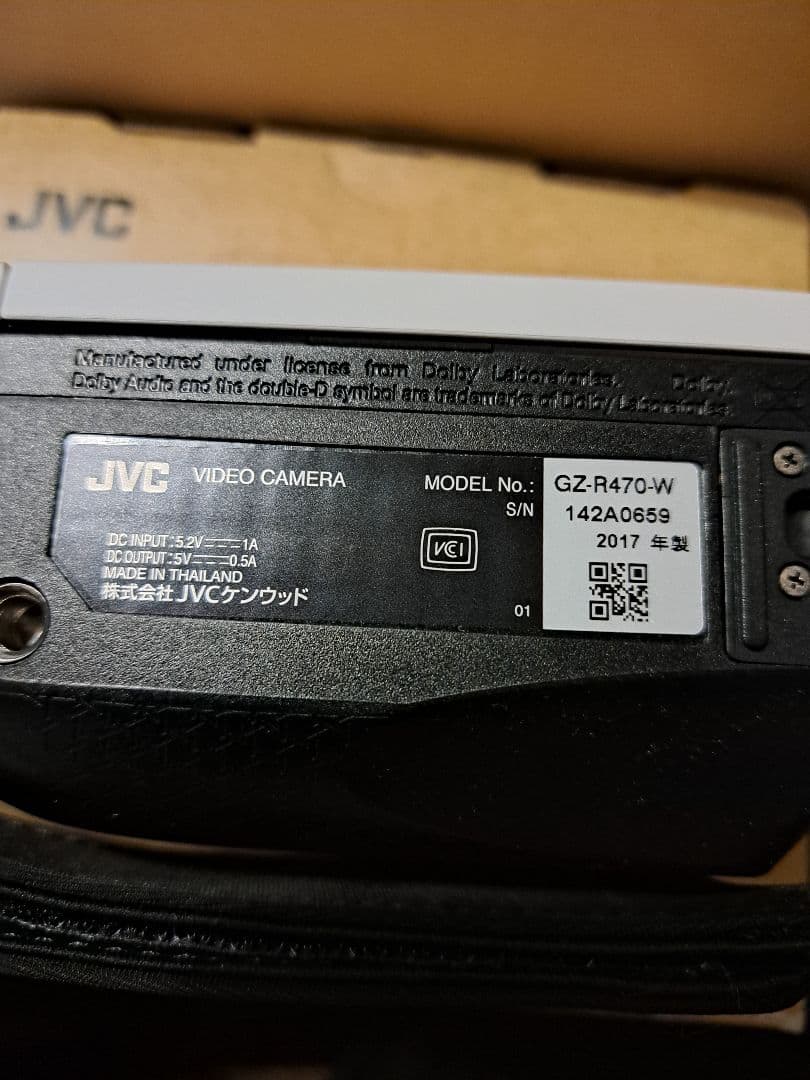 JVC
Manufactured under license from Dolby Laboratories. Dolby,
Dolby Audio and the double-D symbol are trademarks of Dolby Laboratories.
JVC VIDEO CAMERA
MODEL No.: GZ-R470-W
S/N 142A0659
2017 年製
DC INPUT : 5.2V⎓1A
DC OUTPUT : 5V⎓0.5A
MADE IN THAILAND
株式会社 JVCケンウッド
VCI
01